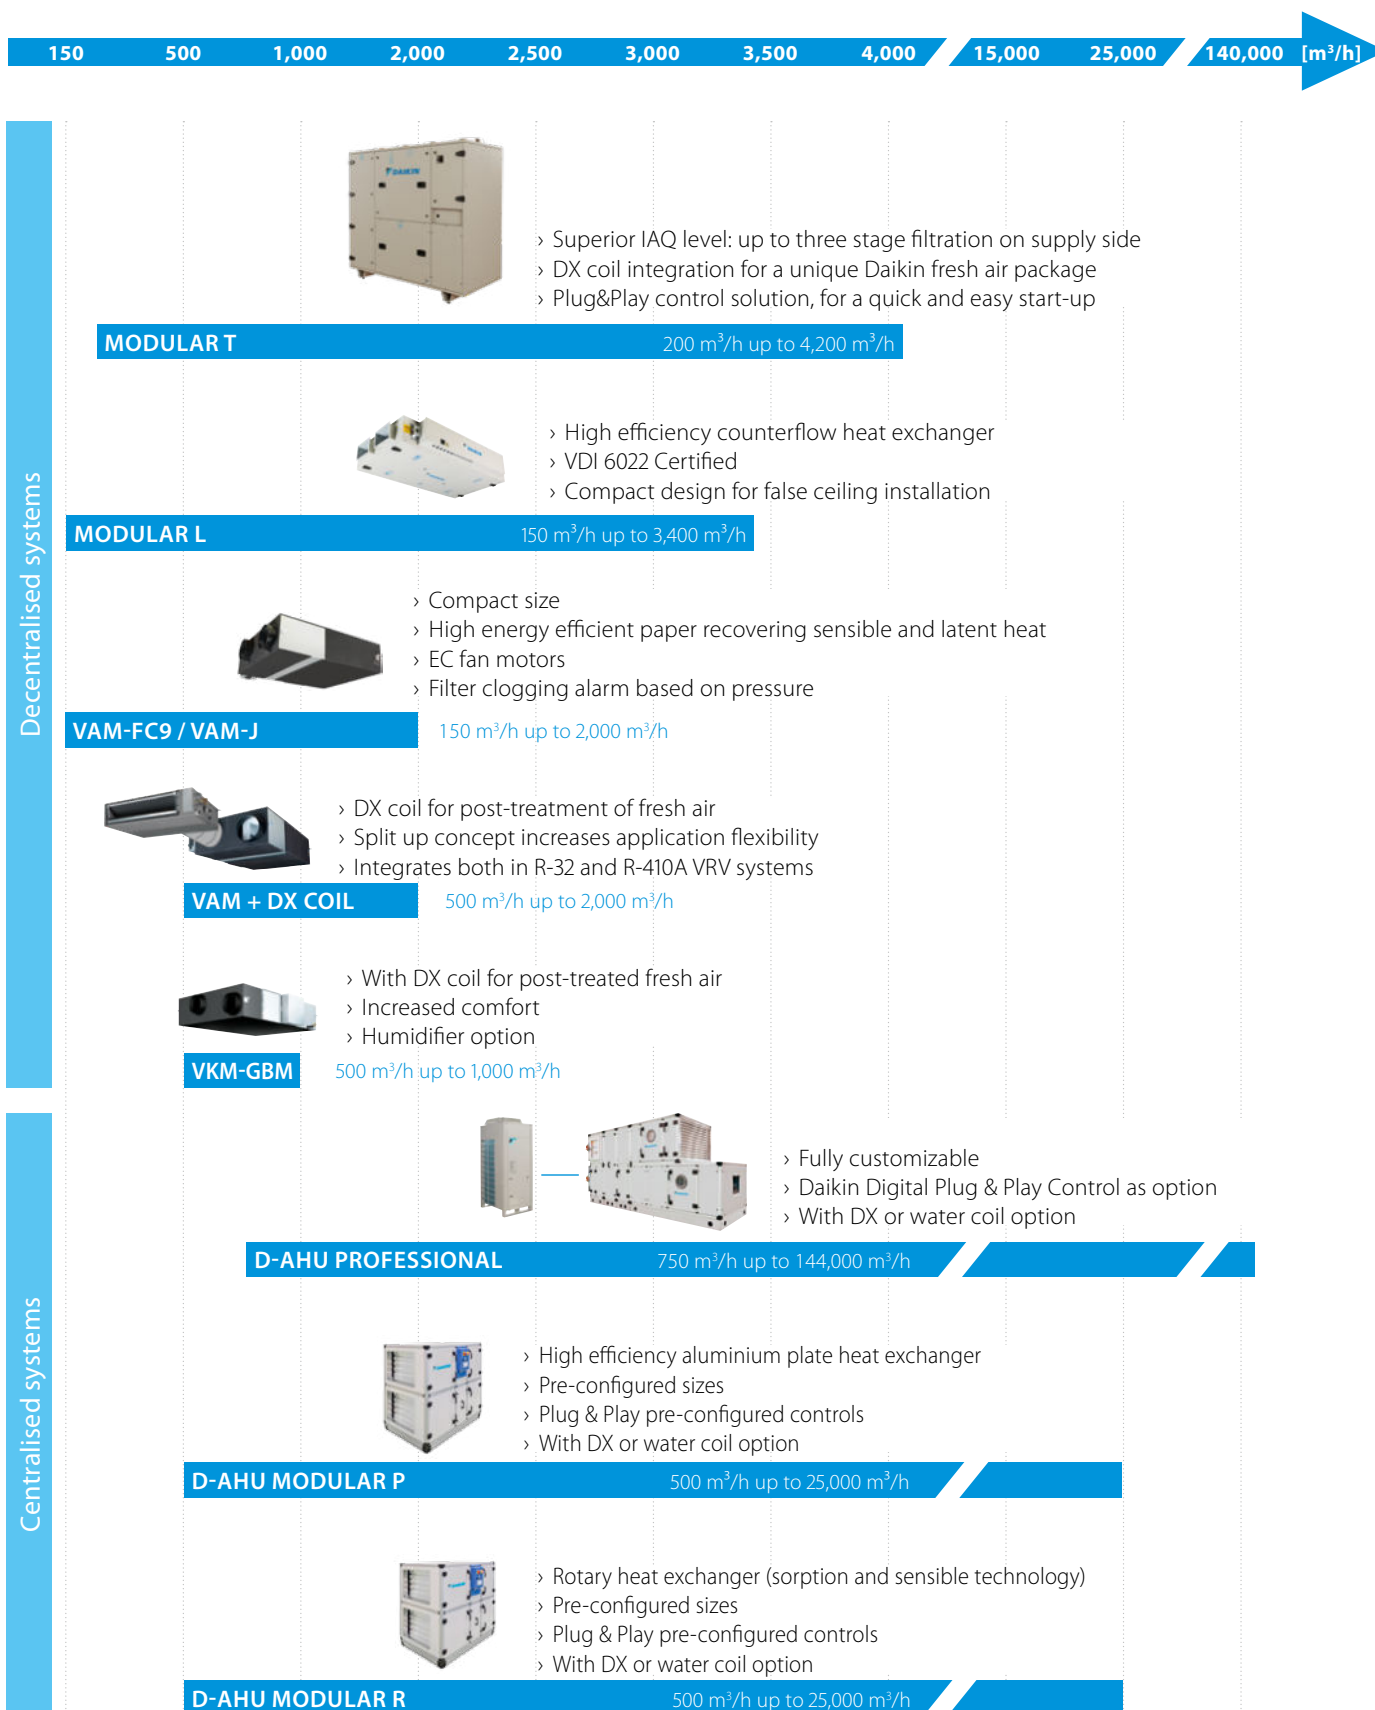 150 500 1,000 2,000 2,500 3,000 3,500 4,000 15,000 25,000 140,000 [m³/h]
Decentralised systems
DAIKIN
› Superior IAQ level: up to three stage filtration on supply side
› DX coil integration for a unique Daikin fresh air package
› Plug&Play control solution, for a quick and easy start-up
MODULAR T 200 m³/h up to 4,200 m³/h
› High efficiency counterflow heat exchanger
› VDI 6022 Certified
› Compact design for false ceiling installation
MODULAR L 150 m³/h up to 3,400 m³/h
› Compact size
› High energy efficient paper recovering sensible and latent heat
› EC fan motors
› Filter clogging alarm based on pressure
VAM-FC9 / VAM-J 150 m³/h up to 2,000 m³/h
› DX coil for post-treatment of fresh air
› Split up concept increases application flexibility
› Integrates both in R-32 and R-410A VRV systems
VAM + DX COIL 500 m³/h up to 2,000 m³/h
› With DX coil for post-treated fresh air
› Increased comfort
› Humidifier option
VKM-GBM 500 m³/h up to 1,000 m³/h
Centralised systems
› Fully customizable
› Daikin Digital Plug & Play Control as option
› With DX or water coil option
D-AHU PROFESSIONAL 750 m³/h up to 144,000 m³/h
› High efficiency aluminium plate heat exchanger
› Pre-configured sizes
› Plug & Play pre-configured controls
› With DX or water coil option
D-AHU MODULAR P 500 m³/h up to 25,000 m³/h
› Rotary heat exchanger (sorption and sensible technology)
› Pre-configured sizes
› Plug & Play pre-configured controls
› With DX or water coil option
D-AHU MODULAR R 500 m³/h up to 25,000 m³/h